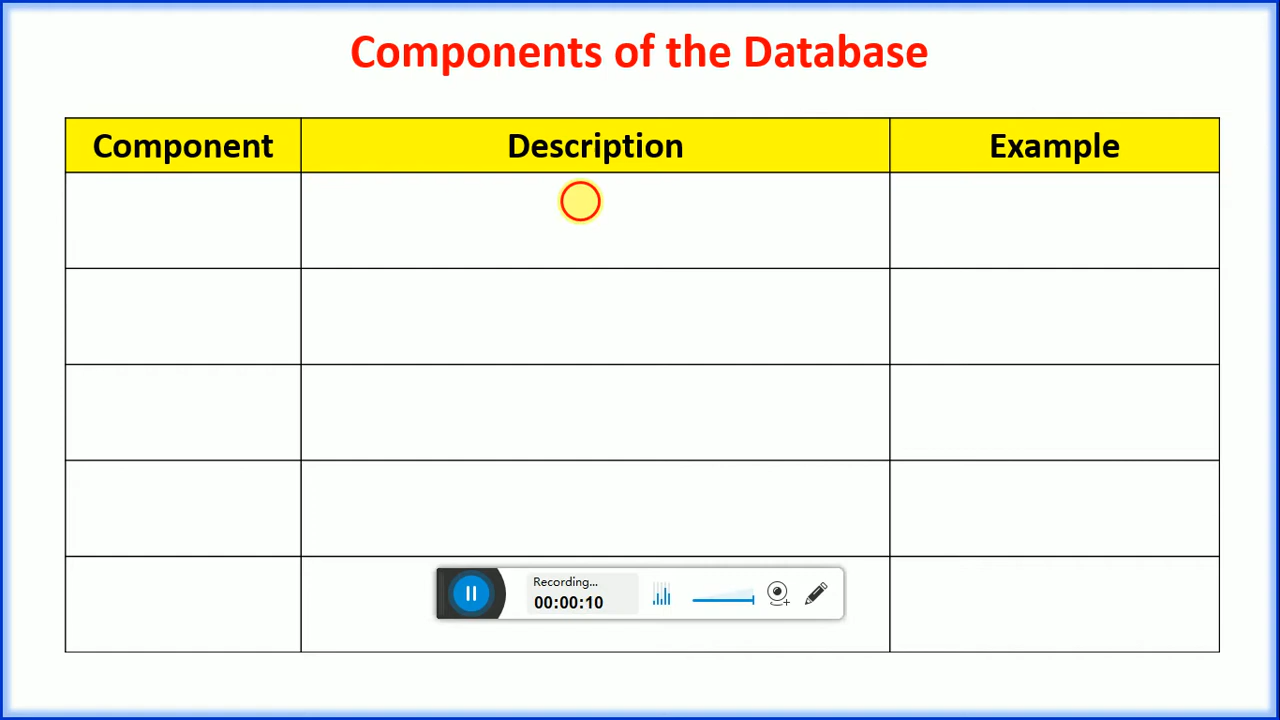 Components of the Database
Component Description Example
Recording...
00:00:10